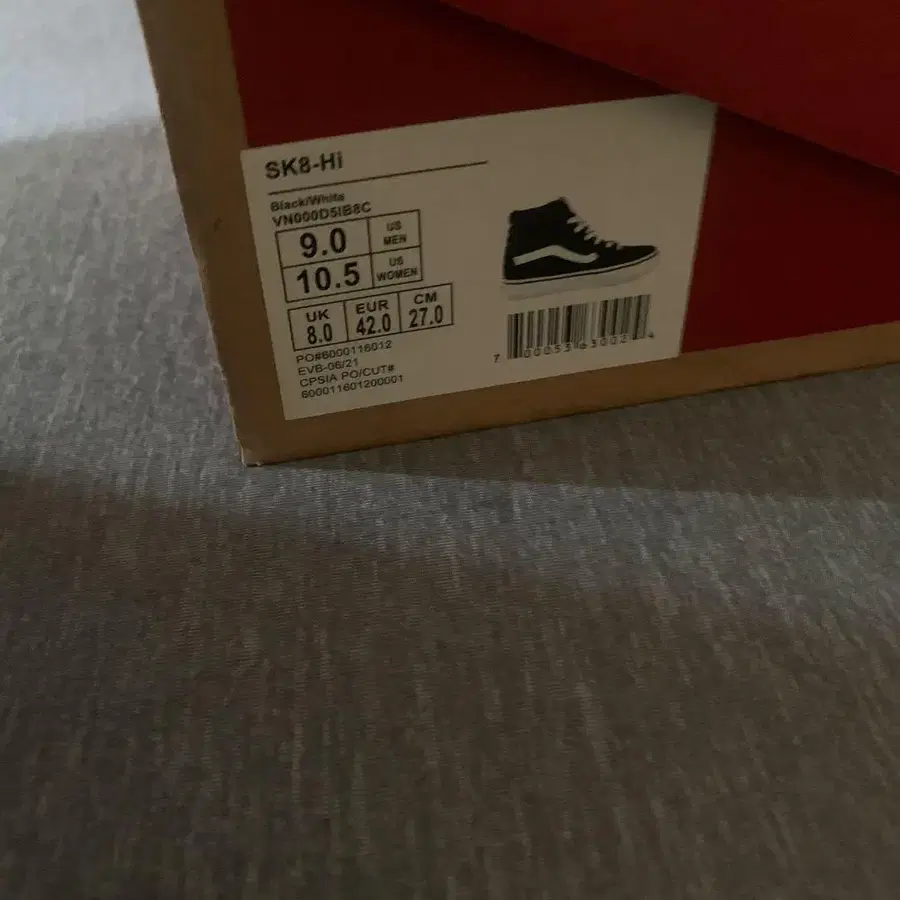 SK8-Hi
Black/White
VN000D5IB8C
9.0 US MEN
10.5 US WOMEN
UK EUR CM
8.0 42.0 27.0
PO#6000116012
EVB-06/21
CPSIA PO/CUT#
600011601200001